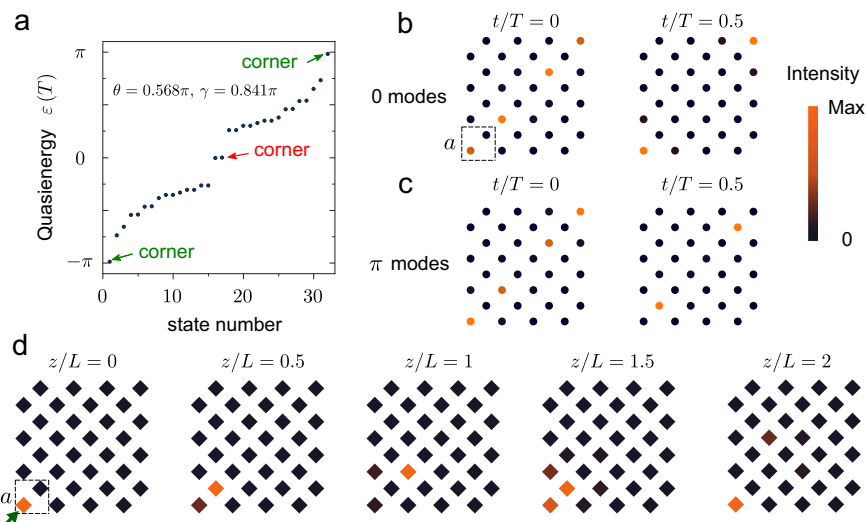 a
π
0
−π
Quasienergy ε(T)
θ = 0.568π, γ = 0.841π
corner
corner
corner
0 10 20 30
state number
b
t/T = 0
t/T = 0.5
0 modes
a
Intensity
Max
0
c
t/T = 0
t/T = 0.5
π modes
d
z/L = 0
z/L = 0.5
z/L = 1
z/L = 1.5
z/L = 2
a